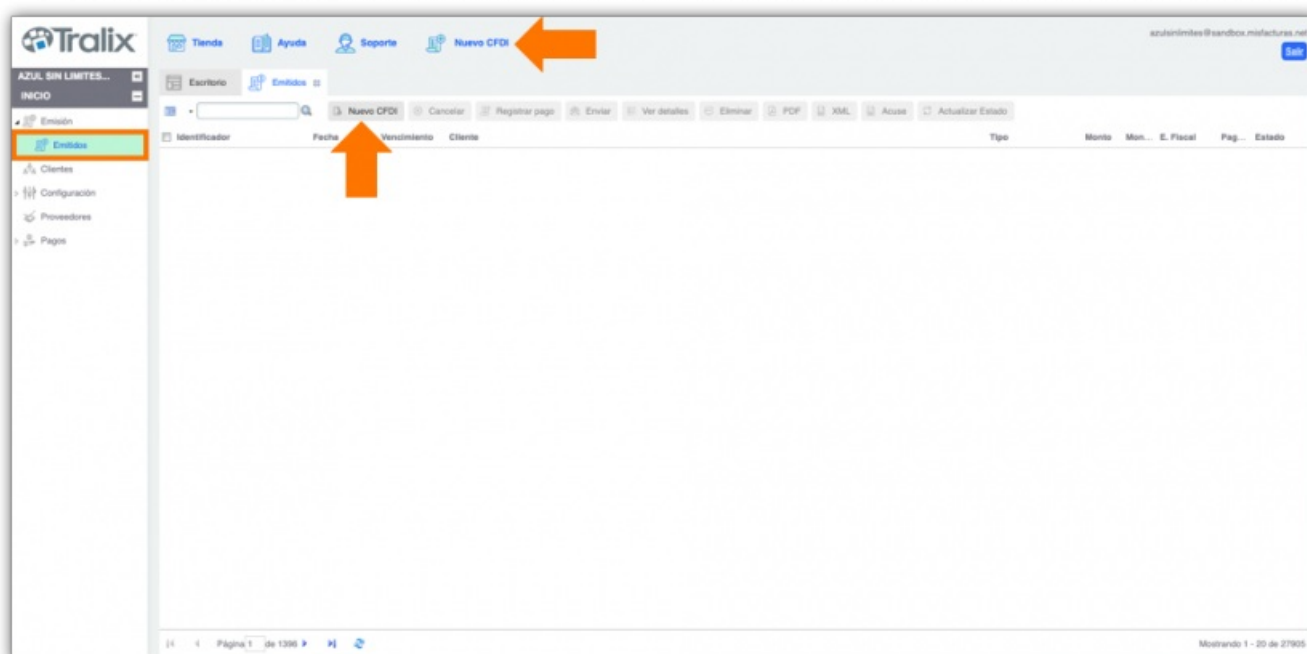 Tralix
Tienda Ayuda Soporte Nuevo CFDI
azulsinlimites@sandbox.misfacturas.net
Salir
AZUL SIN LIMITES...
INICIO
Emisión
Emitidos
Clientes
Configuración
Proveedores
Pagos
Escritorio Emitidos
Nuevo CFDI Cancelar Registrar pago Enviar Ver detalles Eliminar PDF XML Acuse Actualizar Estado
Identificador Fecha Vencimiento Cliente Tipo Monto Mon... E. Fiscal Pag... Estado
Página 1 de 1396 Mostrando 1 - 20 de 27905